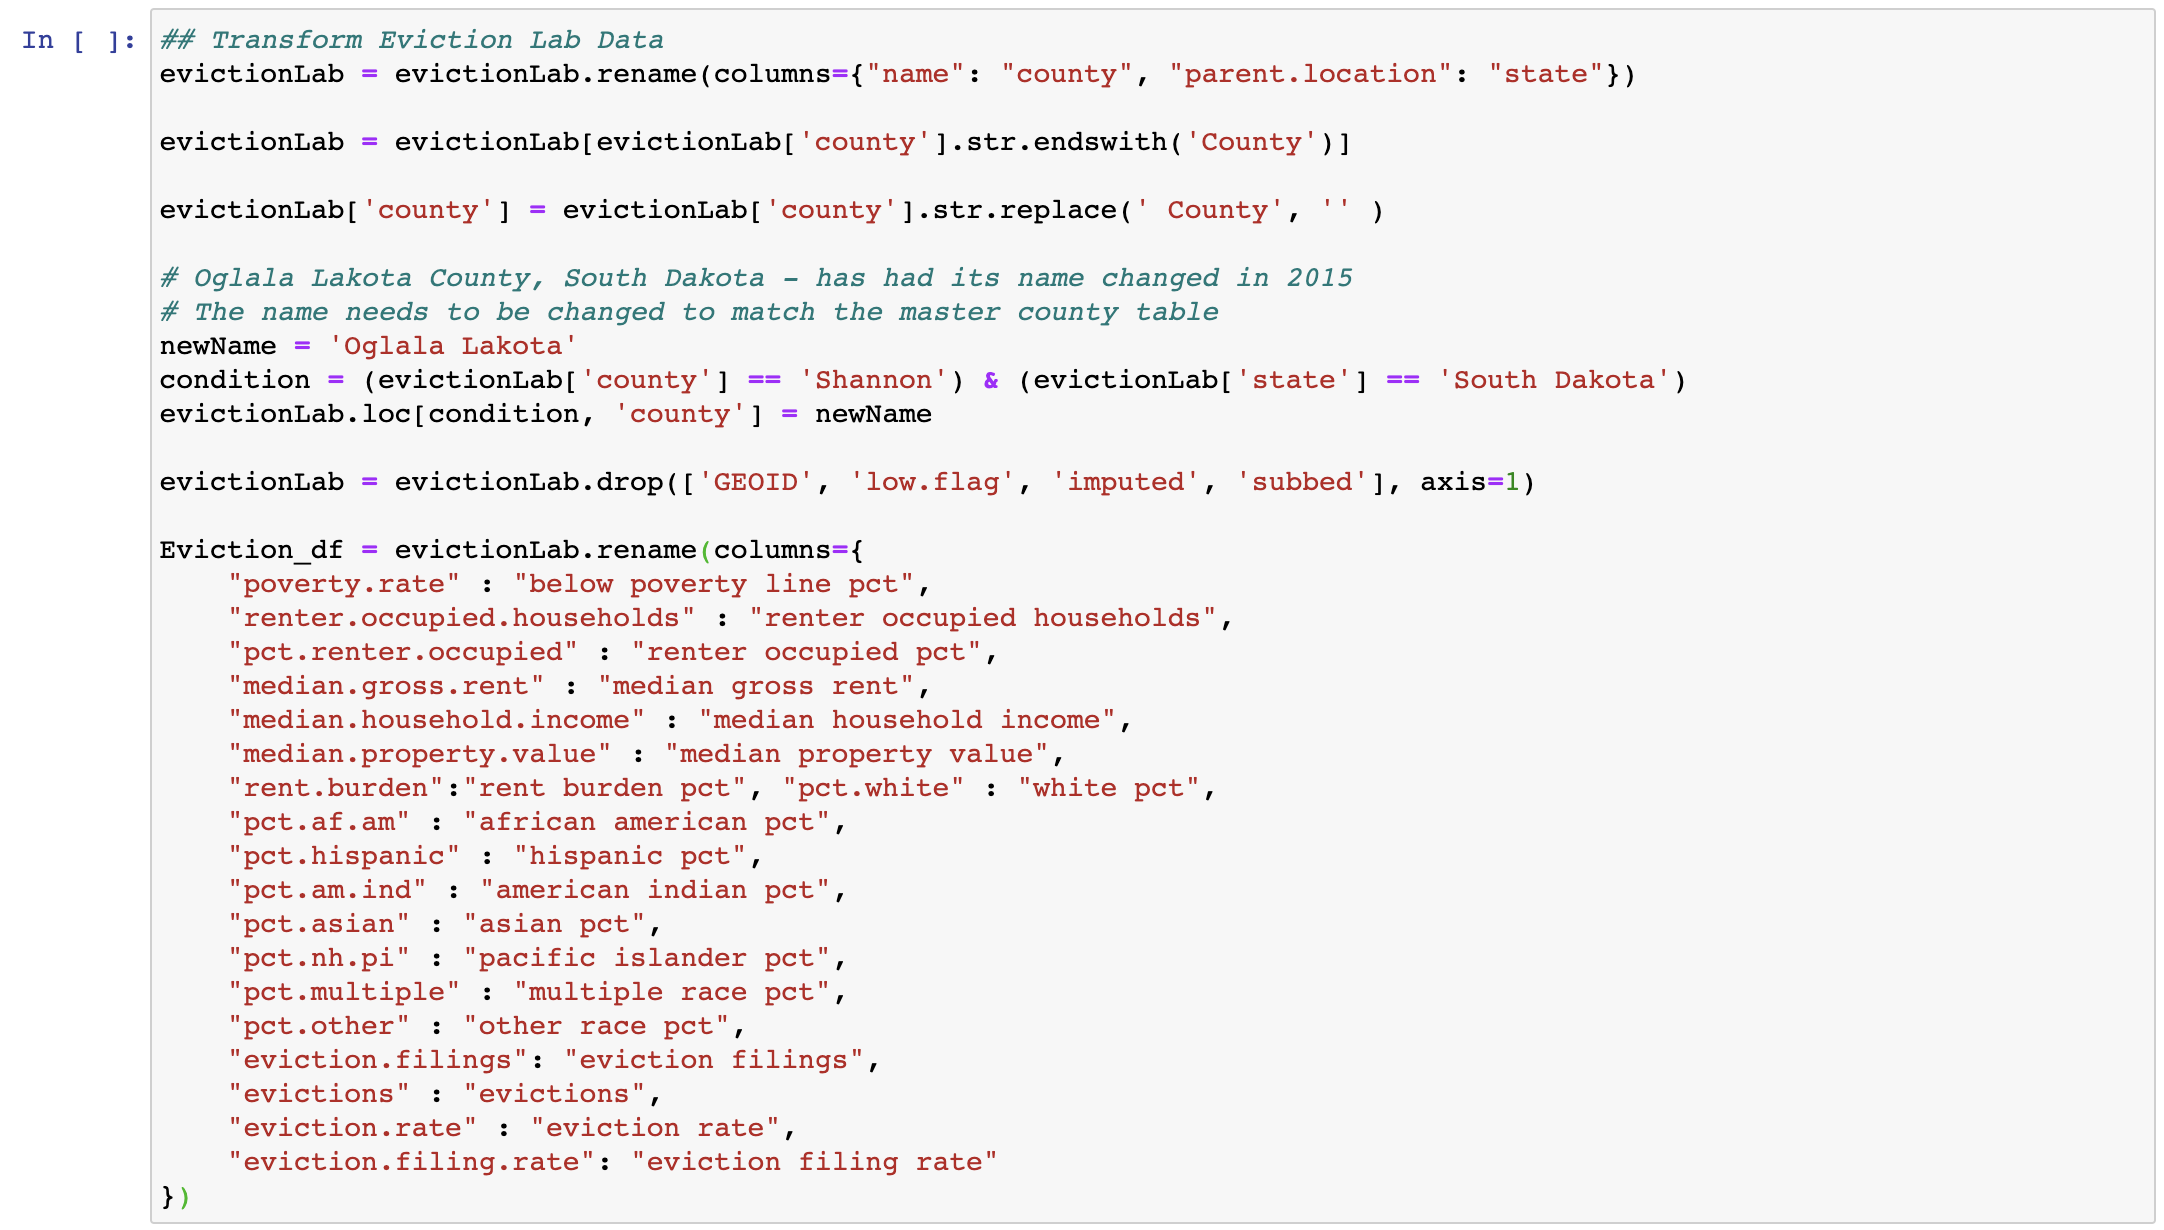 In [ ]: ## Transform Eviction Lab Data
evictionLab = evictionLab.rename(columns={"name": "county", "parent.location": "state"})

evictionLab = evictionLab[evictionLab['county'].str.endswith('County')]

evictionLab['county'] = evictionLab['county'].str.replace(' County', '' )

# Oglala Lakota County, South Dakota - has had its name changed in 2015
# The name needs to be changed to match the master county table
newName = 'Oglala Lakota'
condition = (evictionLab['county'] == 'Shannon') & (evictionLab['state'] == 'South Dakota')
evictionLab.loc[condition, 'county'] = newName

evictionLab = evictionLab.drop(['GEOID', 'low.flag', 'imputed', 'subbed'], axis=1)

Eviction_df = evictionLab.rename(columns={
    "poverty.rate" : "below poverty line pct",
    "renter.occupied.households" : "renter occupied households",
    "pct.renter.occupied" : "renter occupied pct",
    "median.gross.rent" : "median gross rent",
    "median.household.income" : "median household income",
    "median.property.value" : "median property value",
    "rent.burden":"rent burden pct", "pct.white" : "white pct",
    "pct.af.am" : "african american pct",
    "pct.hispanic" : "hispanic pct",
    "pct.am.ind" : "american indian pct",
    "pct.asian" : "asian pct",
    "pct.nh.pi" : "pacific islander pct",
    "pct.multiple" : "multiple race pct",
    "pct.other" : "other race pct",
    "eviction.filings": "eviction filings",
    "evictions" : "evictions",
    "eviction.rate" : "eviction rate",
    "eviction.filing.rate": "eviction filing rate"
})